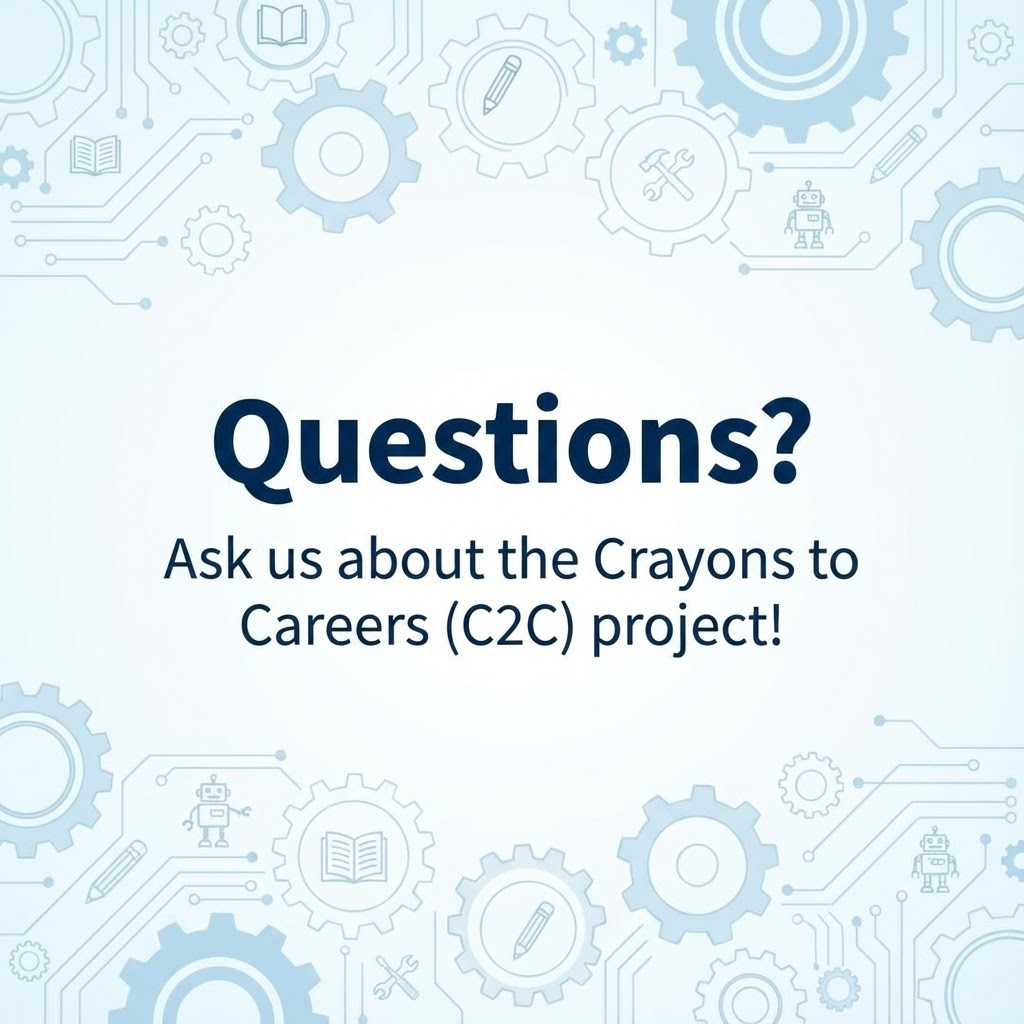 Questions?
Ask us about the Crayons to
Careers (C2C) project!